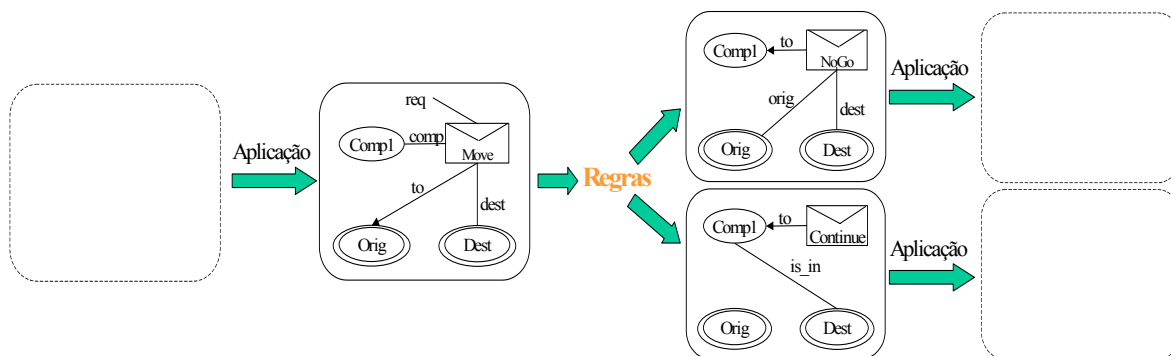 Aplicação
req
Comp1
comp
Move
to
dest
Orig
Dest
Regras
Comp1
to
NoGo
orig
dest
Orig
Dest
Aplicação
Comp1
to
Continue
is_in
Orig
Dest
Aplicação